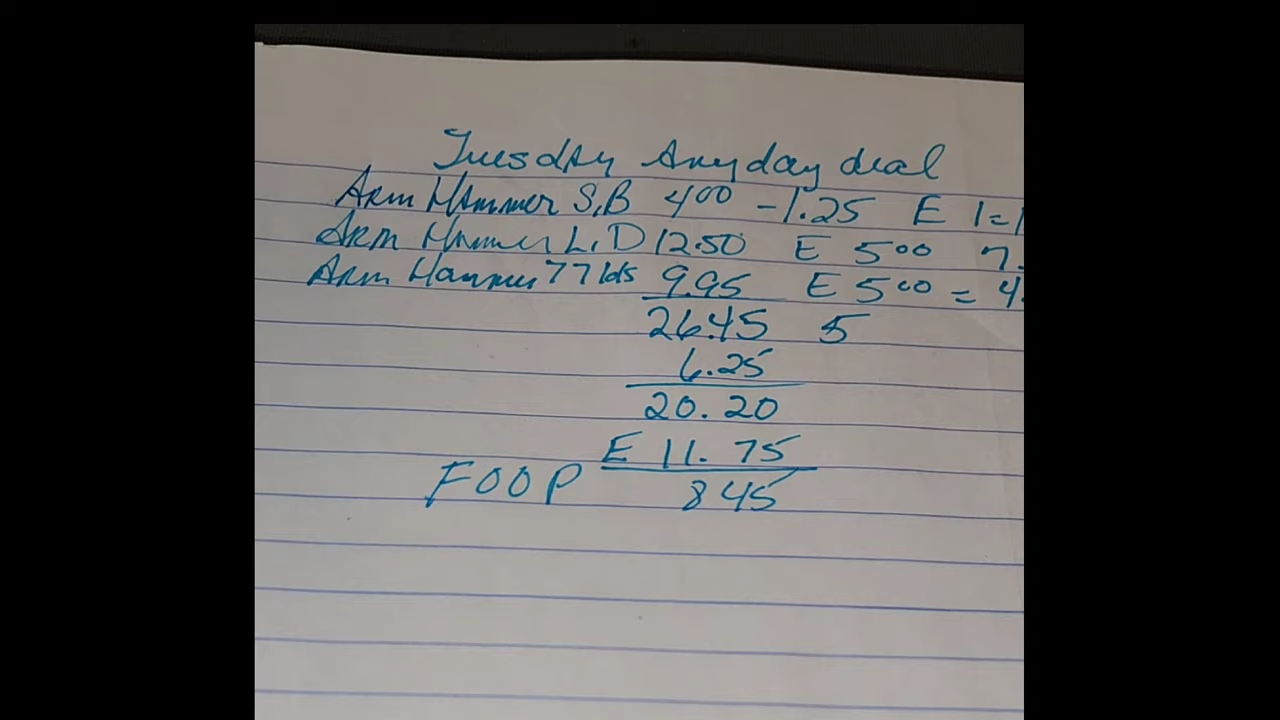 Tuesday Anyday deal
Arm Hammer S,B 4.00 -1.25 E 1=1
Arm Hammer L,D 12.50 E 5.00 7.
Arm Hammer 77 lds 9.95 E 5.00 = 4.
26.45 5
6.25
20.20
E 11.75
FOOP 8 45